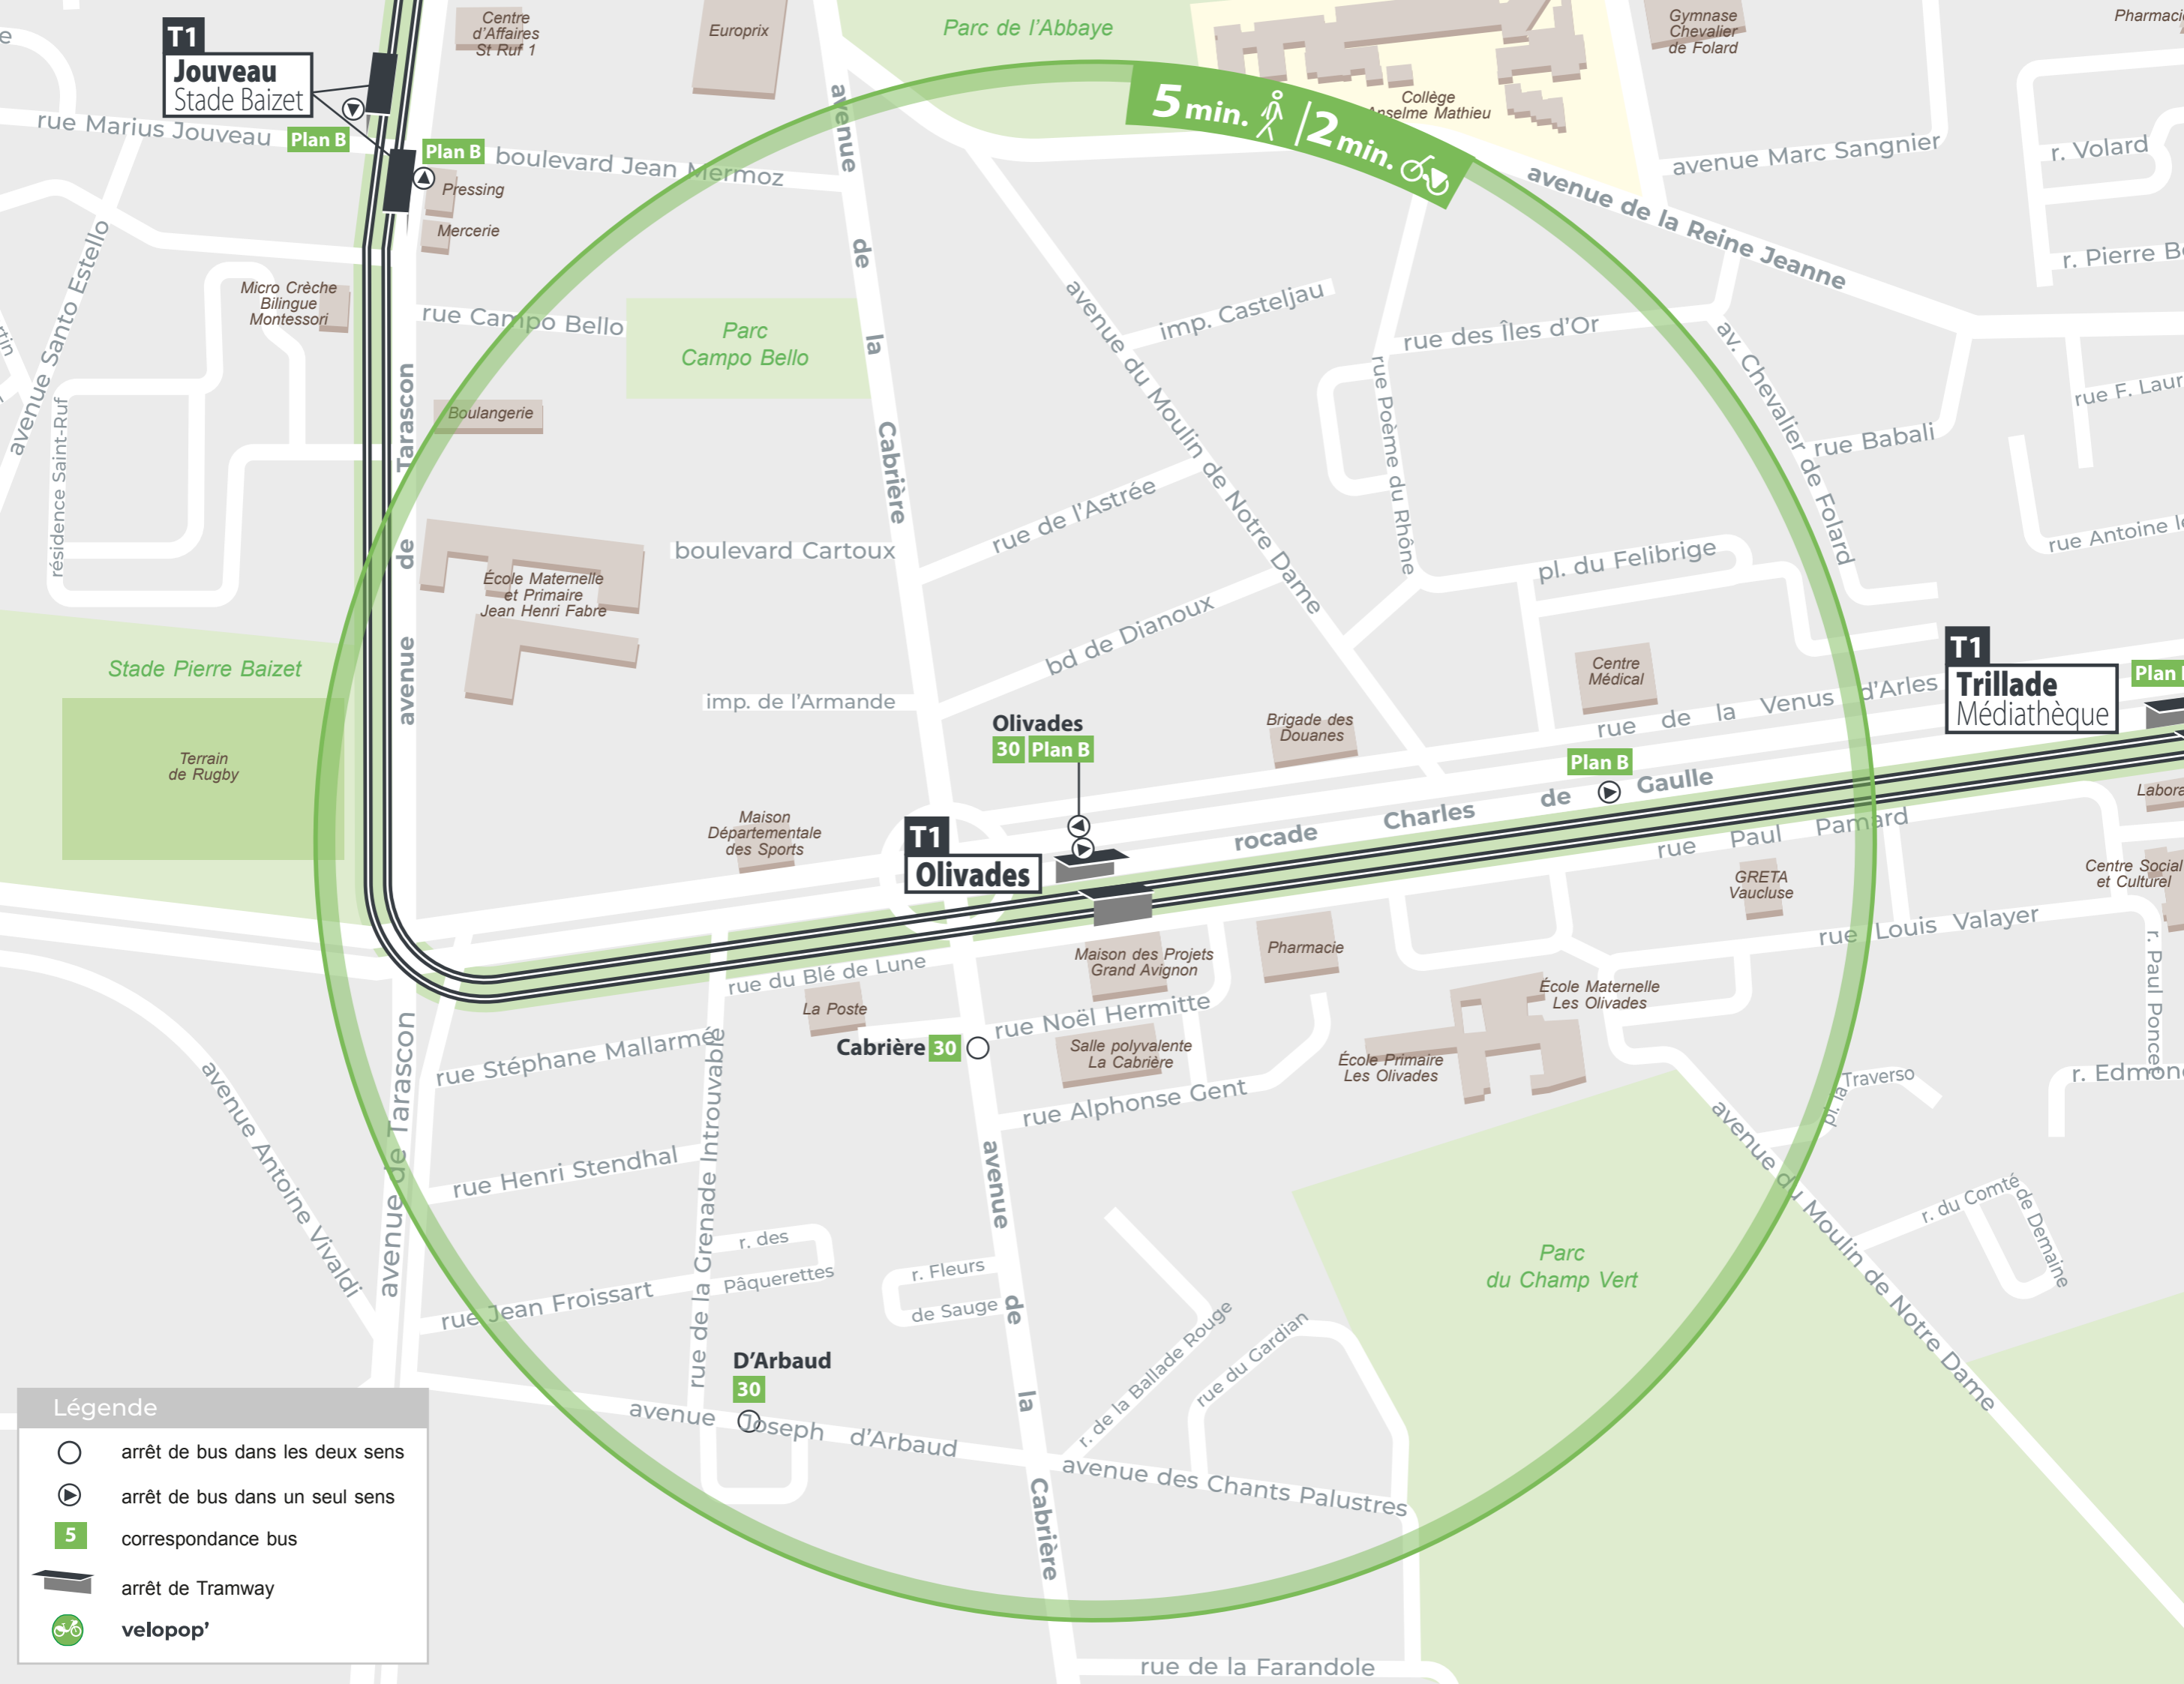 T1
Jouveau
Stade Baizet
Plan B
Plan B
rue Marius Jouveau
boulevard Jean Mermoz
Centre
d'Affaires
St Ruf 1
Europrix
Parc de l'Abbaye
5 min. / 2 min.
Collège
Anselme Mathieu
Gymnase
Chevalier
de Folard
avenue Marc Sangnier
r. Volard
avenue de la Reine Jeanne
Pressing
Mercerie
Micro Crèche
Bilingue
Montessori
avenue Santo Estello
résidence Saint-Ruf
rue Campo Bello
Parc
Campo Bello
Boulangerie
avenue de Tarascon
avenue de la Cabrière
avenue du Moulin de Notre Dame
imp. Casteljau
rue des Îles d'Or
rue Poème du Rhône
av. Chevalier de Folard
rue Babali
École Maternelle
et Primaire
Jean Henri Fabre
boulevard Cartoux
rue de l'Astrée
bd de Dianoux
imp. de l'Armande
pl. du Felibrige
Stade Pierre Baizet
Terrain
de Rugby
Olivades
30 Plan B
Brigade des
Douanes
Centre
Médical
rue de la Venus d'Arles
T1
Trillade
Médiathèque
Plan B
rocade Charles de Gaulle
rue Paul Pamard
Maison
Départementale
des Sports
T1
Olivades
GRETA
Vaucluse
Centre Social
et Culturel
rue Louis Valayer
r. Paul Poncet
Maison des Projets
Grand Avignon
Pharmacie
rue du Blé de Lune
La Poste
rue Noël Hermitte
Cabrière 30
Salle polyvalente
La Cabrière
École Maternelle
Les Olivades
École Primaire
Les Olivades
rue Stéphane Mallarmé
rue Alphonse Gent
avenue Antoine Vivaldi
avenue de Tarascon
rue de la Grenade Introuvable
rue Henri Stendhal
pl. la Traverso
avenue du Moulin de Notre Dame
r. du Comté de Demaine
r. des
Pâquerettes
rue Jean Froissart
r. Fleurs
de Sauge
avenue de la Cabrière
Parc
du Champ Vert
r. de la Ballade Rouge
rue du Gardian
D'Arbaud
30
avenue Joseph d'Arbaud
avenue des Chants Palustres
rue de la Farandole
Légende
arrêt de bus dans les deux sens
arrêt de bus dans un seul sens
5 correspondance bus
arrêt de Tramway
velopop'